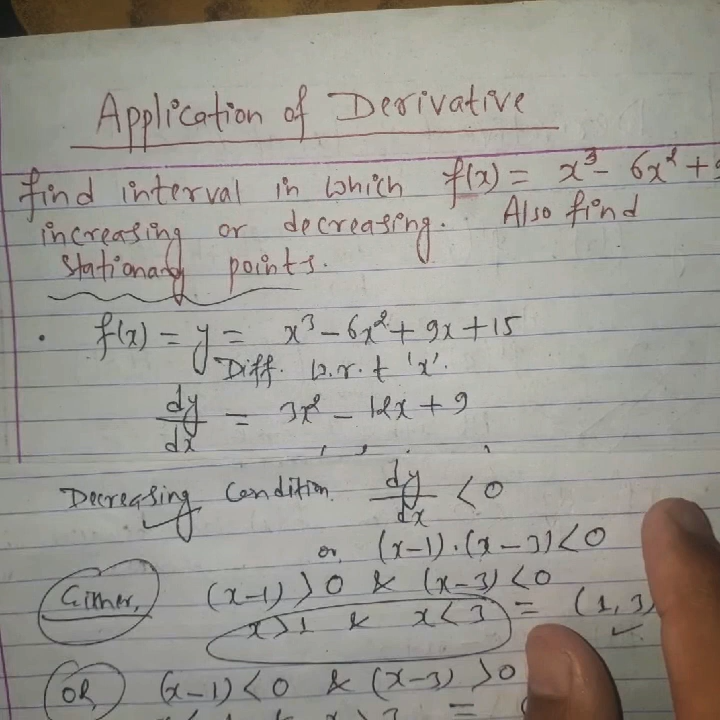 Application of Derivative
find interval in which f(x) = x³ - 6x² +
increasing or decreasing. Also find
stationary points.
• f(x) = y = x³ - 6x² + 9x + 15
Diff. w.r.t 'x'.
dy/dx = 3x² - 12x + 9
Decreasing Condition dy/dx < 0
or (x-1).(x-3) < 0
Either, (x-1) > 0 & (x-3) < 0
x > 1 & x < 3 = (1, 3)
OR (x-1) < 0 & (x-3) > 0